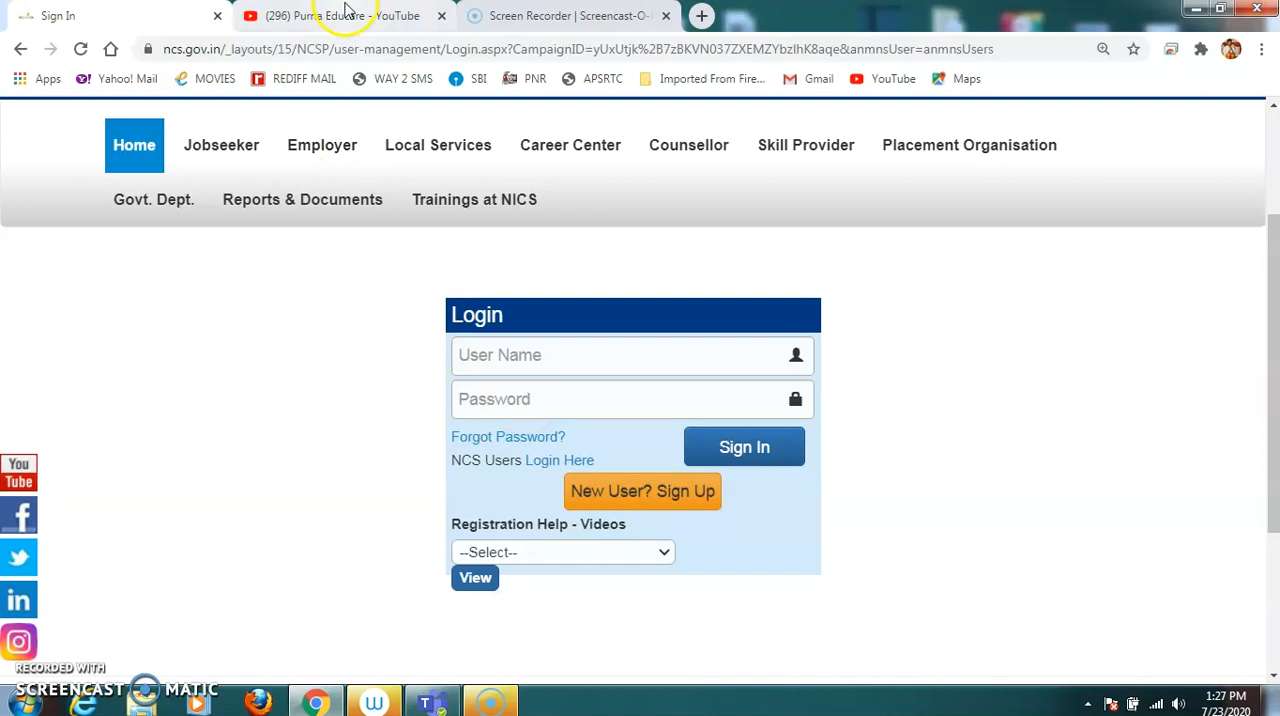 Sign In
(296) Purna Educare - YouTube
Screen Recorder | Screencast-O-
ncs.gov.in/_layouts/15/NCSP/user-management/Login.aspx?CampaignID=yUxUtjk%2B7zBKVN037ZXEMZYbzIhK8aqe&anmnsUser=anmnsUsers
Apps Yahoo! Mail MOVIES REDIFF MAIL WAY 2 SMS SBI PNR APSRTC Imported From Fire... Gmail YouTube Maps
Home Jobseeker Employer Local Services Career Center Counsellor Skill Provider Placement Organisation
Govt. Dept. Reports & Documents Trainings at NICS
Login
User Name
Password
Forgot Password?
Sign In
NCS Users Login Here
New User? Sign Up
Registration Help - Videos
--Select--
View
You
Tube
RECORDED WITH
SCREENCAST MATIC
1:27 PM
7/23/2020